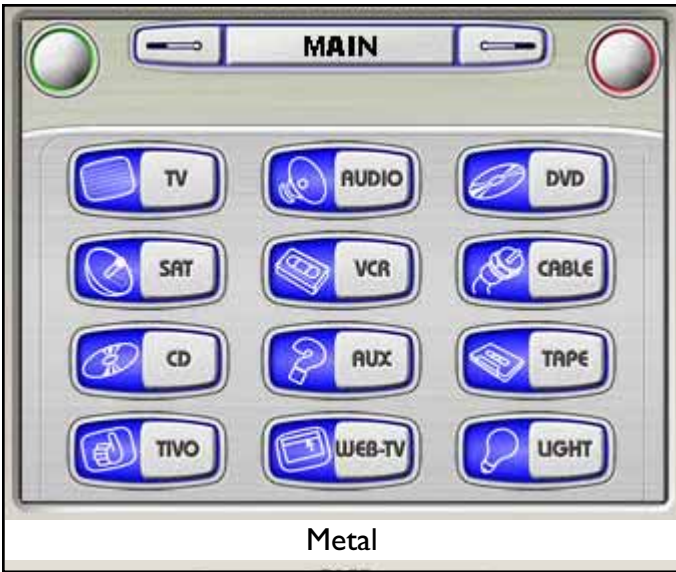 MAIN
TV AUDIO DVD
SAT VCR CABLE
CD AUX TAPE
TIVO WEB-TV LIGHT
Metal